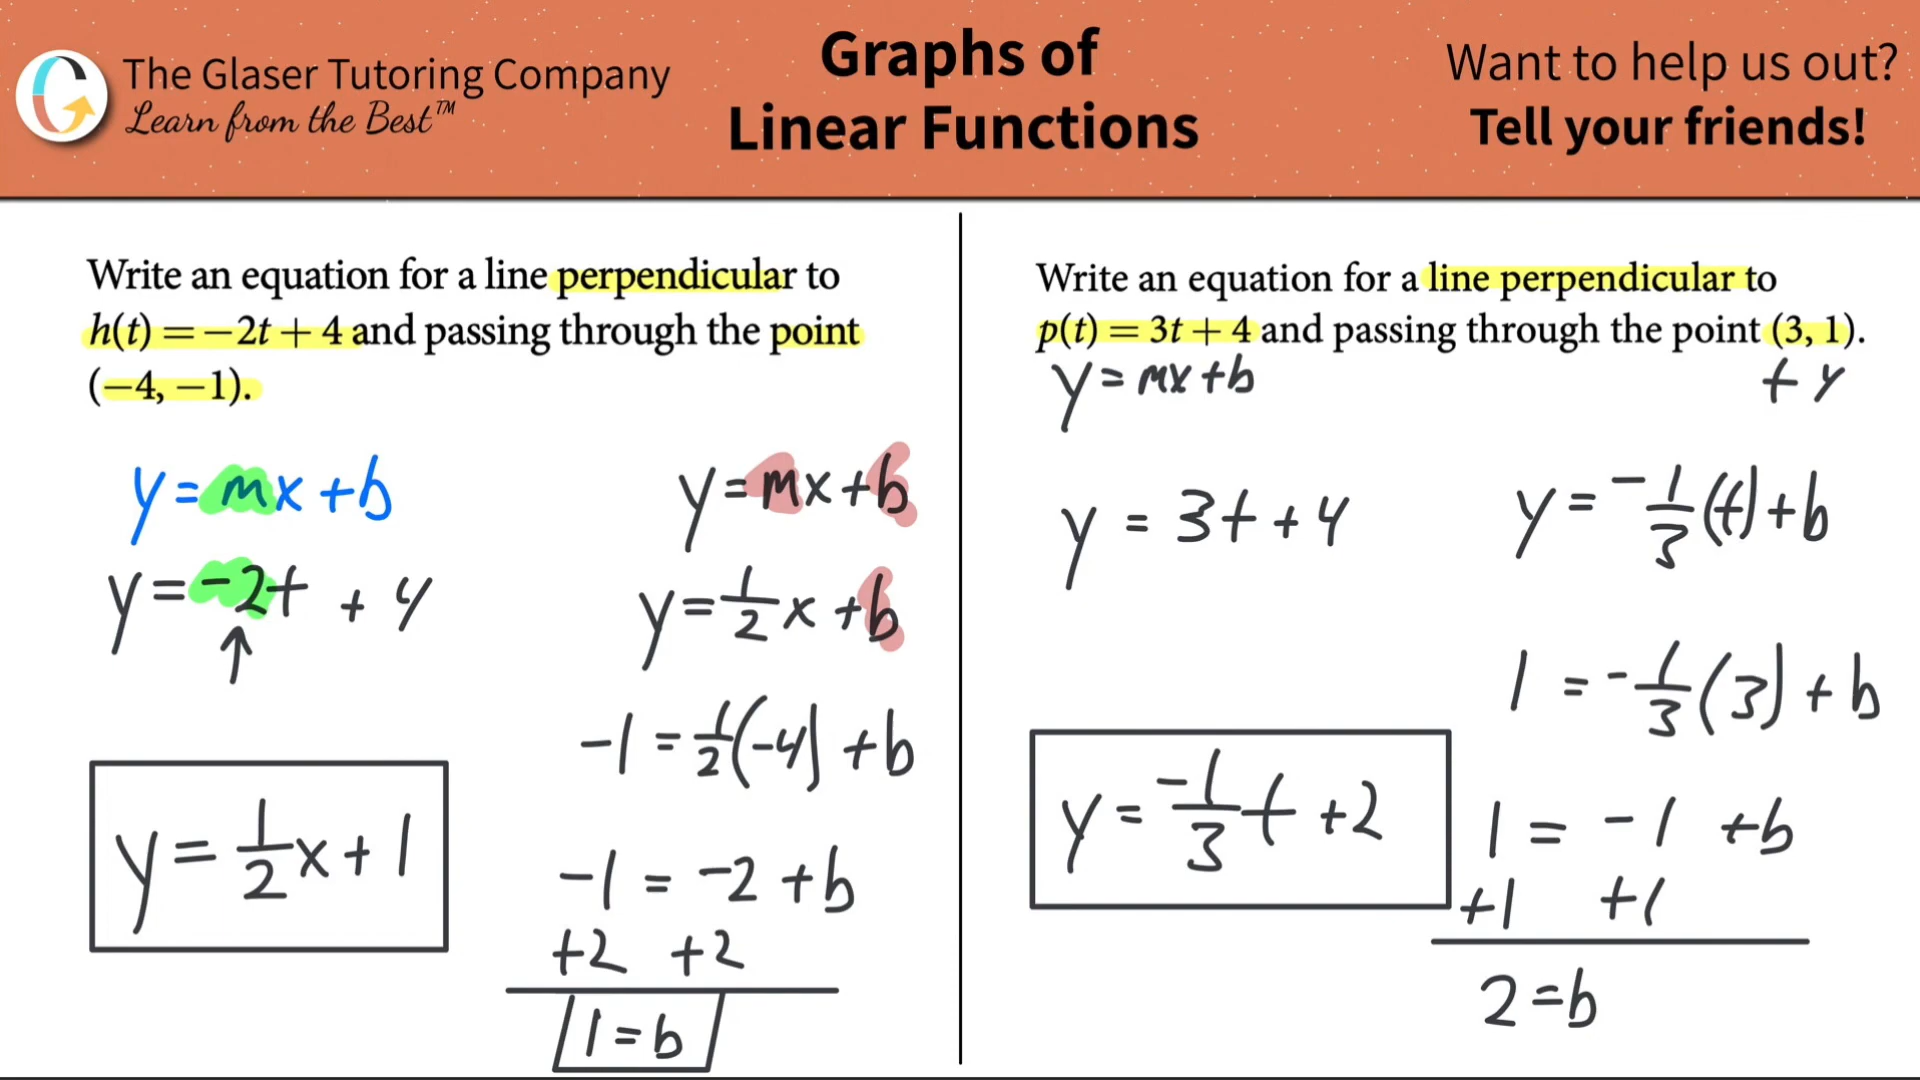 The Glaser Tutoring Company
Learn from the Best™
Graphs of
Linear Functions
Want to help us out?
Tell your friends!
Write an equation for a line perpendicular to
h(t) = −2t + 4 and passing through the point
(−4, −1).
y = mx + b
y = -2t + 4
↑
y = 1/2 x + 1
y = mx + b
y = 1/2 x + b
-1 = 1/2 (-4) + b
-1 = -2 + b
+2 +2
1 = b
Write an equation for a line perpendicular to
p(t) = 3t + 4 and passing through the point (3, 1).
y = mx + b
t y
y = 3t + 4
y = -1/3 t + 2
y = -1/3 (t) + b
1 = -1/3 (3) + b
1 = -1 + b
+1 +1
2 = b